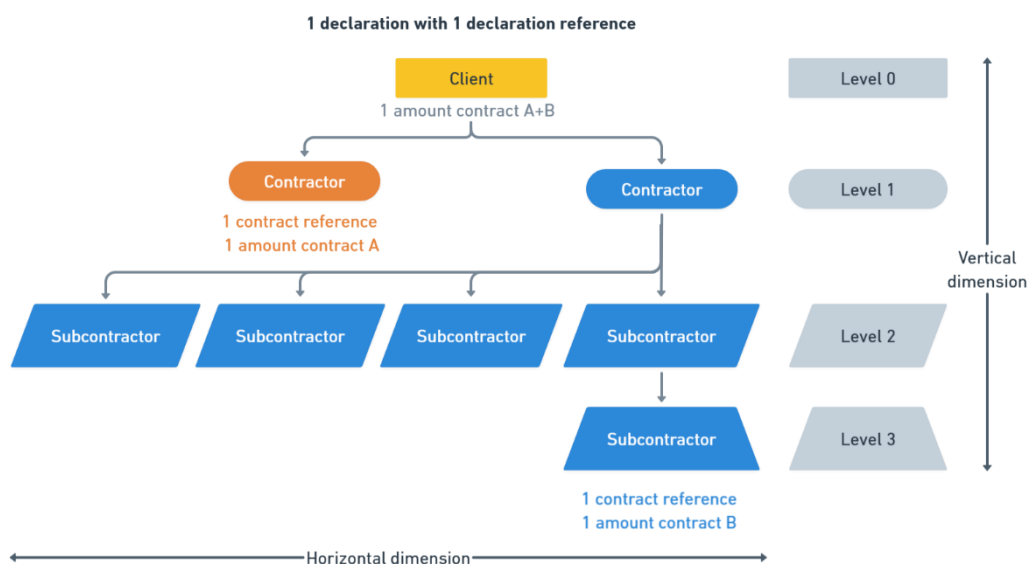 1 declaration with 1 declaration reference
Client
Level 0
1 amount contract A+B
Contractor
Contractor
Level 1
1 contract reference
1 amount contract A
Vertical
dimension
Subcontractor
Subcontractor
Subcontractor
Subcontractor
Level 2
Subcontractor
Level 3
1 contract reference
1 amount contract B
Horizontal dimension